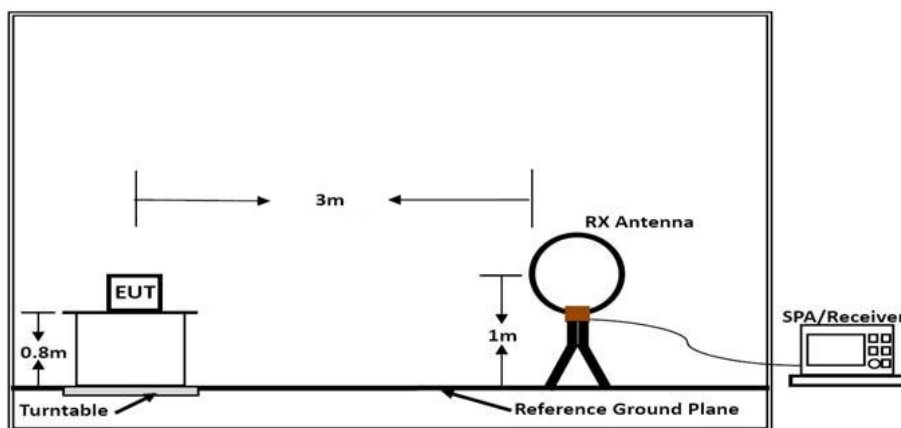 3m
RX Antenna
EUT
SPA/Receiver
0.8m
1m
Turntable
Reference Ground Plane